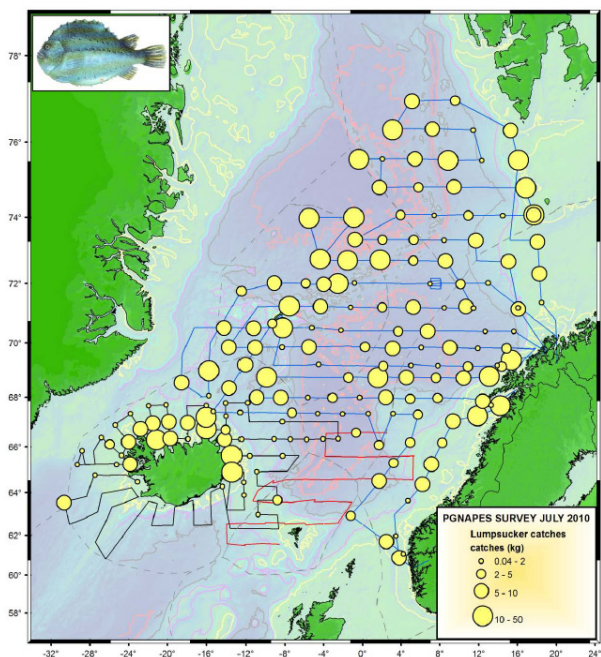 78°
76°
74°
72°
70°
68°
66°
64°
62°
60°
58°
PGNAPES SURVEY JULY 2010
Lumpsucker catches
catches (kg)
0.04 - 2
2 - 5
5 - 10
10 - 50
-32° -28° -24° -20° -16° -12° -8° -4° 0° 4° 8° 12° 16° 20° 24°